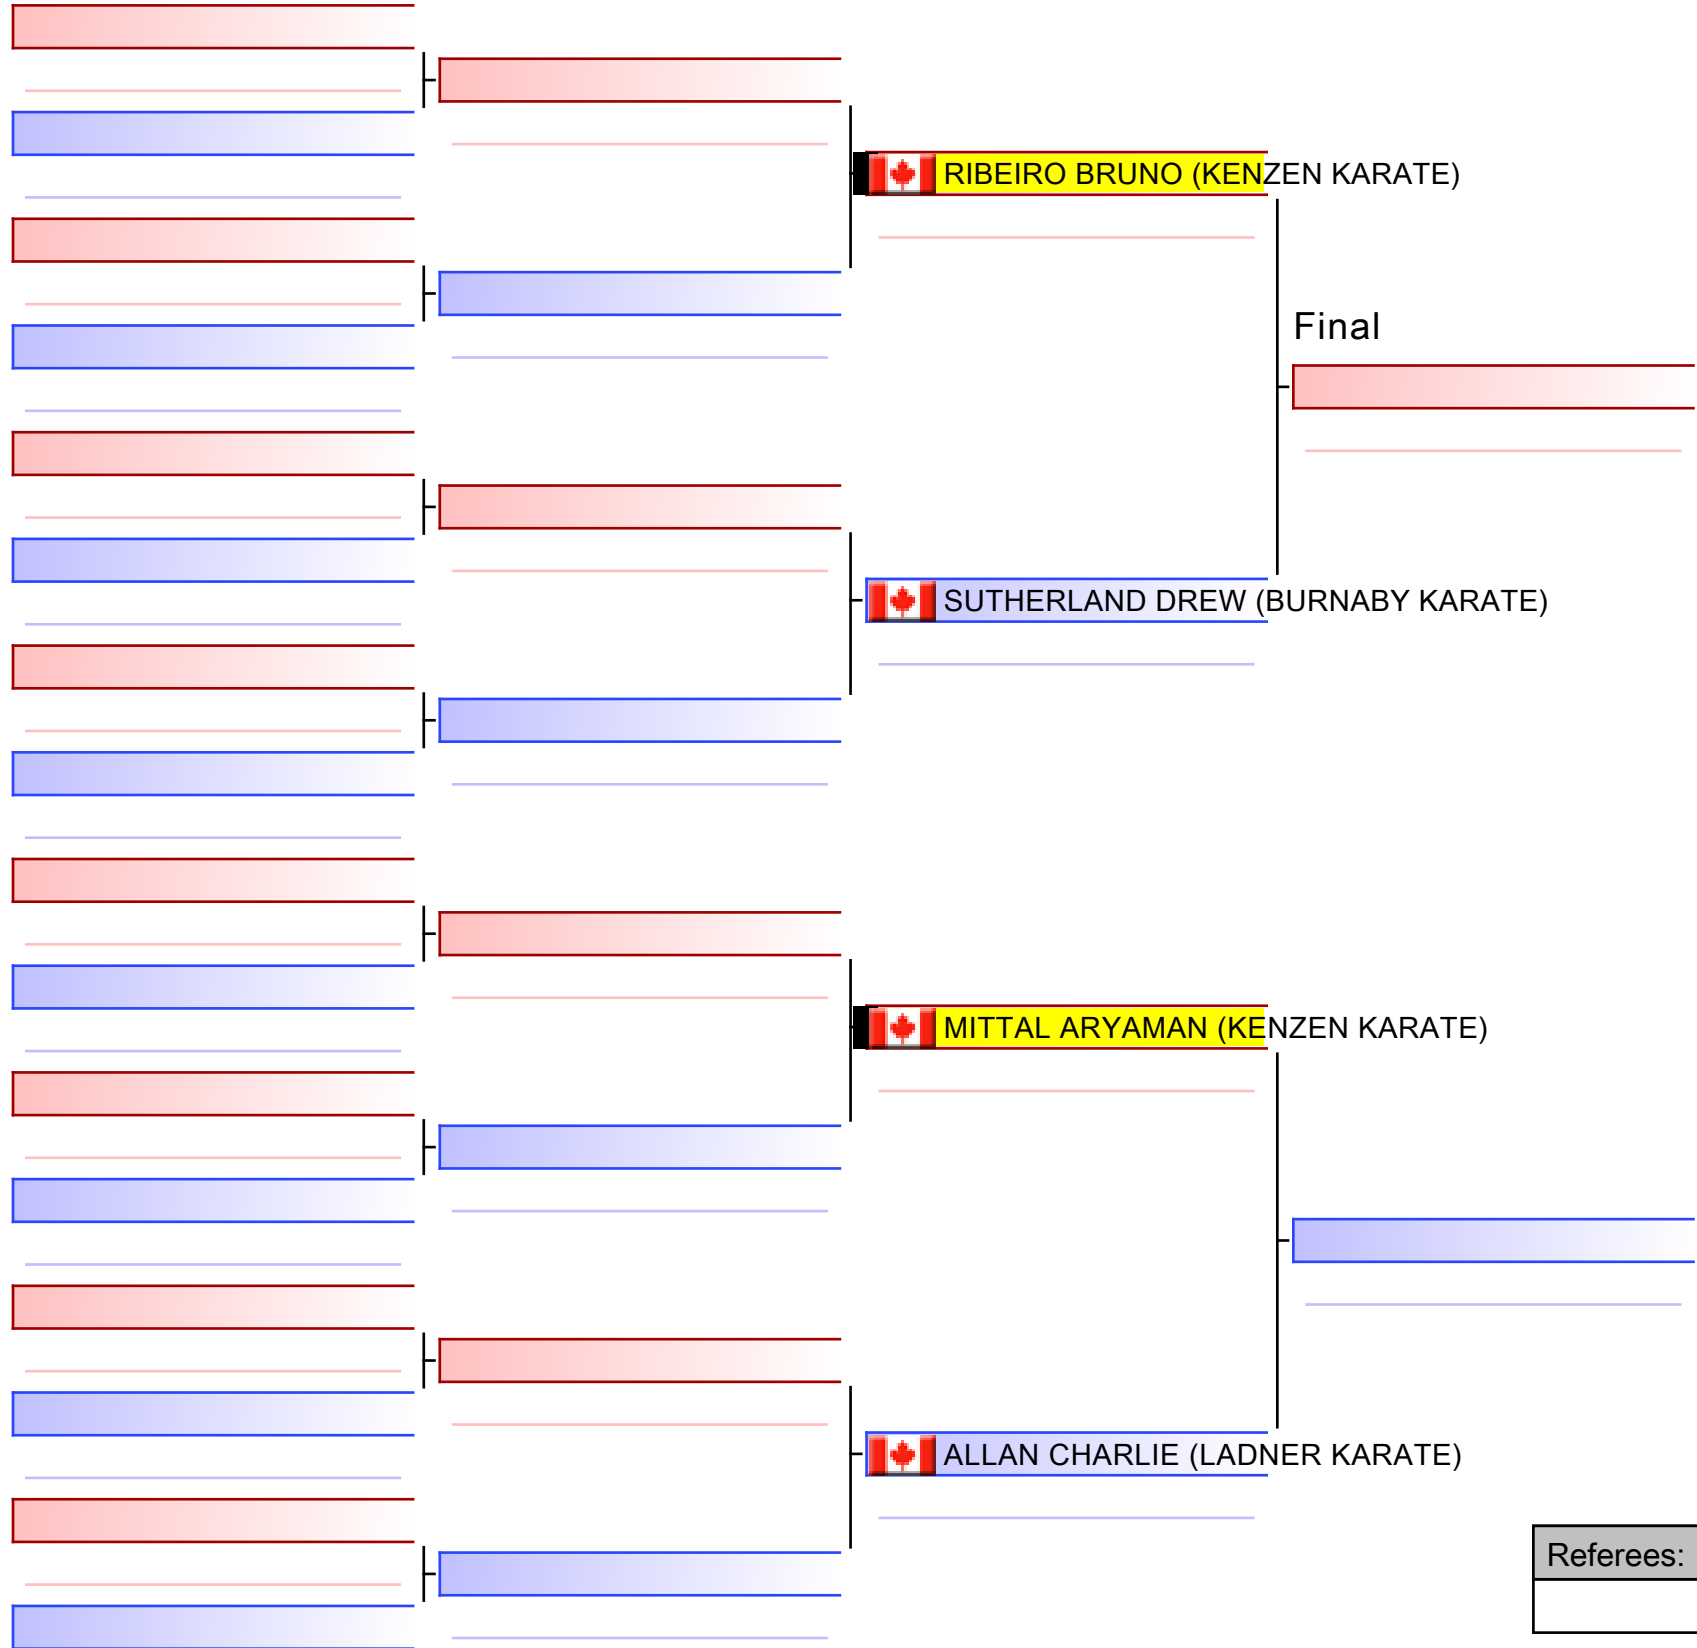 RIBEIRO BRUNO (KENZEN KARATE)
Final
SUTHERLAND DREW (BURNABY KARATE)
MITTAL ARYAMAN (KENZEN KARATE)
ALLAN CHARLIE (LADNER KARATE)
Referees: